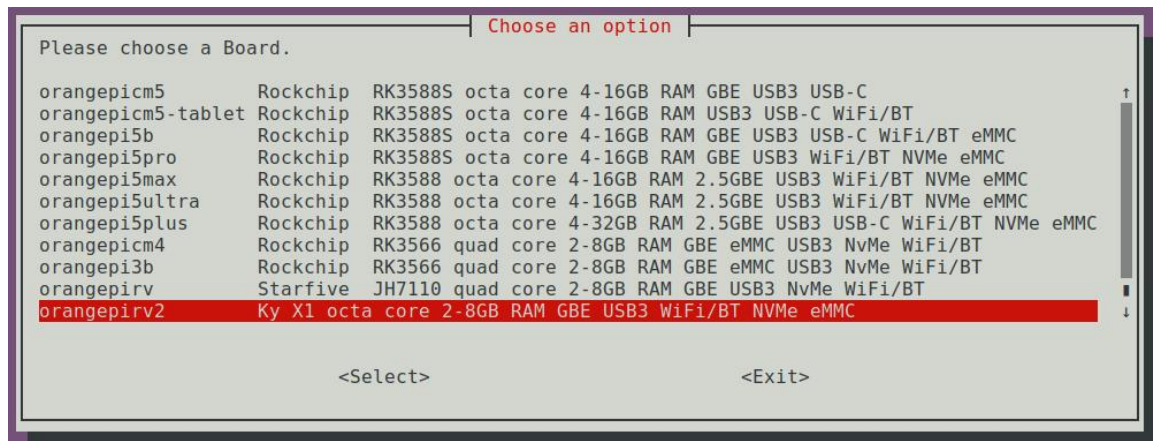 Choose an option
Please choose a Board.
orangepicm5 Rockchip RK3588S octa core 4-16GB RAM GBE USB3 USB-C
orangepicm5-tablet Rockchip RK3588S octa core 4-16GB RAM USB3 USB-C WiFi/BT
orangepi5b Rockchip RK3588S octa core 4-16GB RAM GBE USB3 USB-C WiFi/BT eMMC
orangepi5pro Rockchip RK3588S octa core 4-16GB RAM GBE USB3 WiFi/BT NVMe eMMC
orangepi5max Rockchip RK3588 octa core 4-16GB RAM 2.5GBE USB3 WiFi/BT NVMe eMMC
orangepi5ultra Rockchip RK3588 octa core 4-16GB RAM 2.5GBE USB3 WiFi/BT NVMe eMMC
orangepi5plus Rockchip RK3588 octa core 4-32GB RAM 2.5GBE USB3 USB-C WiFi/BT NVMe eMMC
orangepicm4 Rockchip RK3566 quad core 2-8GB RAM GBE eMMC USB3 NvMe WiFi/BT
orangepi3b Rockchip RK3566 quad core 2-8GB RAM GBE eMMC USB3 NvMe WiFi/BT
orangepirv Starfive JH7110 quad core 2-8GB RAM GBE USB3 NvMe WiFi/BT
orangepirv2 Ky X1 octa core 2-8GB RAM GBE USB3 WiFi/BT NVMe eMMC
<Select> <Exit>